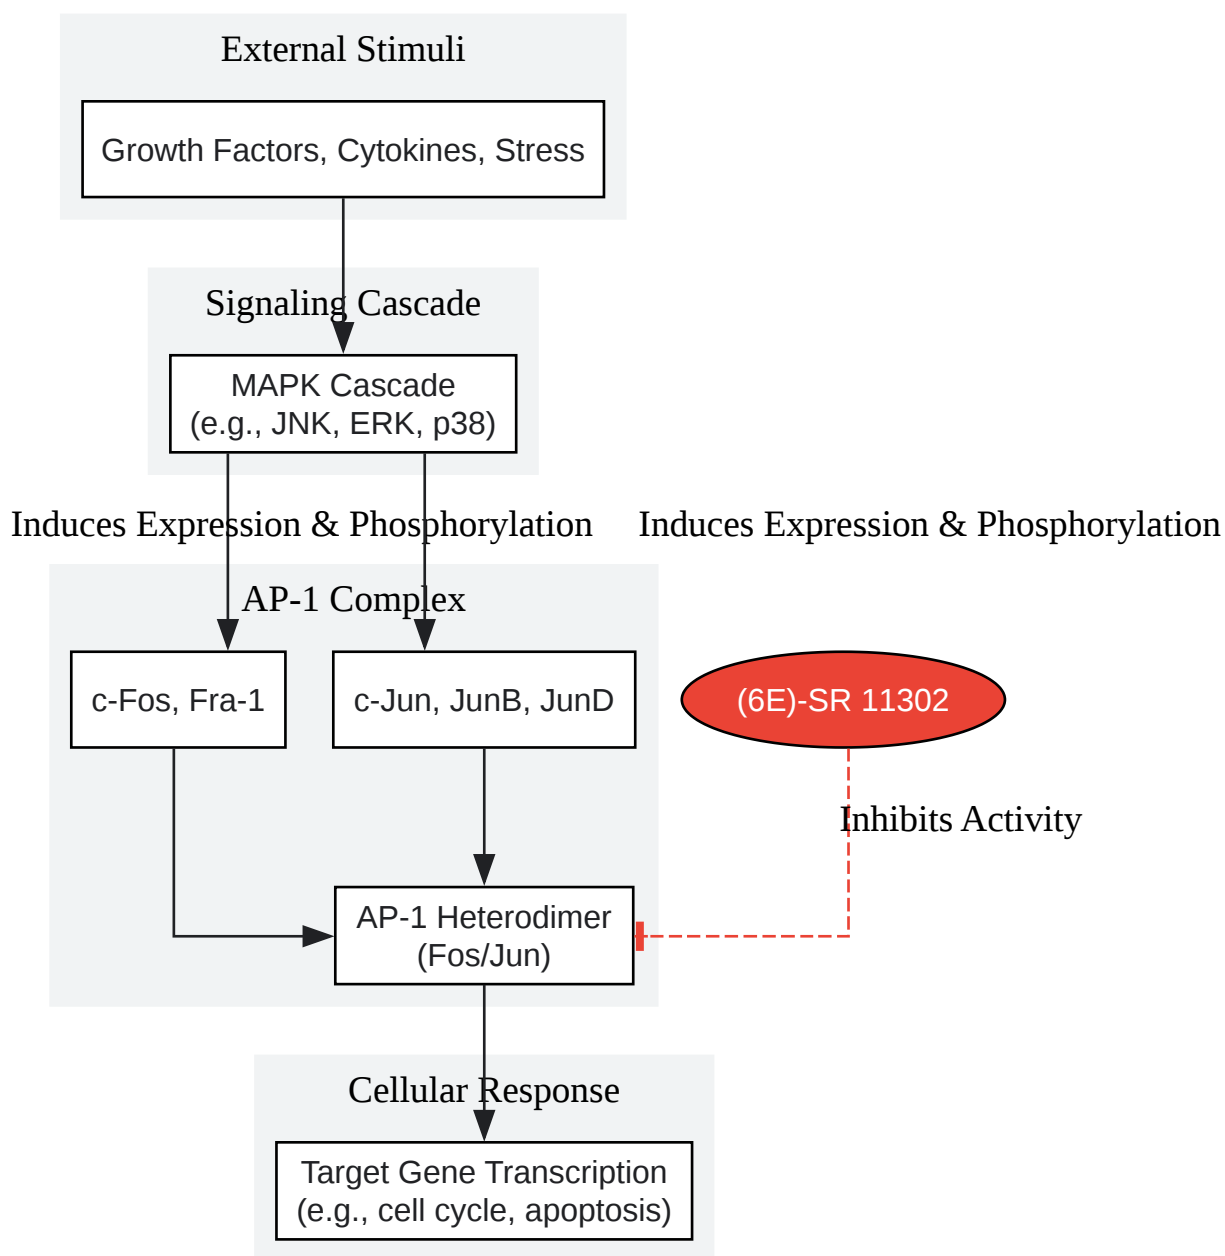 External Stimuli
Growth Factors, Cytokines, Stress
Signaling Cascade
MAPK Cascade
(e.g., JNK, ERK, p38)
Induces Expression & Phosphorylation
Induces Expression & Phosphorylation
AP-1 Complex
c-Fos, Fra-1
c-Jun, JunB, JunD
(6E)-SR 11302
Inhibits Activity
AP-1 Heterodimer
(Fos/Jun)
Cellular Response
Target Gene Transcription
(e.g., cell cycle, apoptosis)